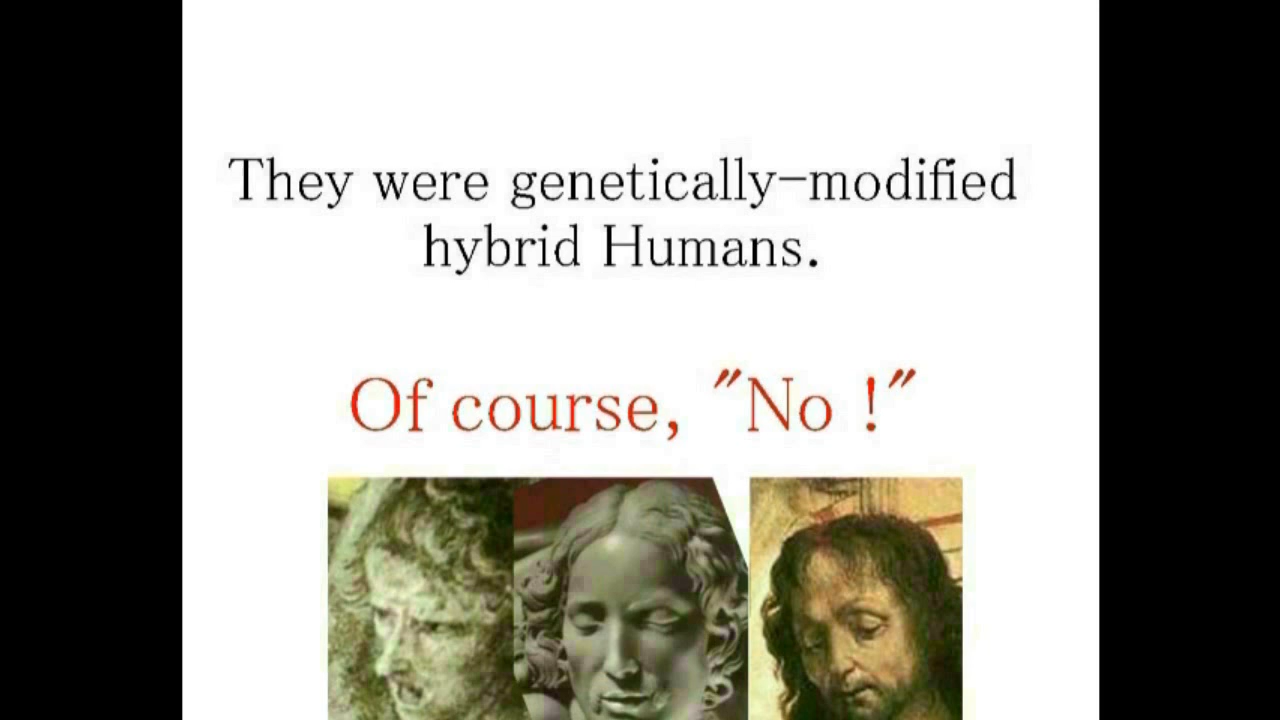 They were genetically-modified
hybrid Humans.
Of course, "No !"